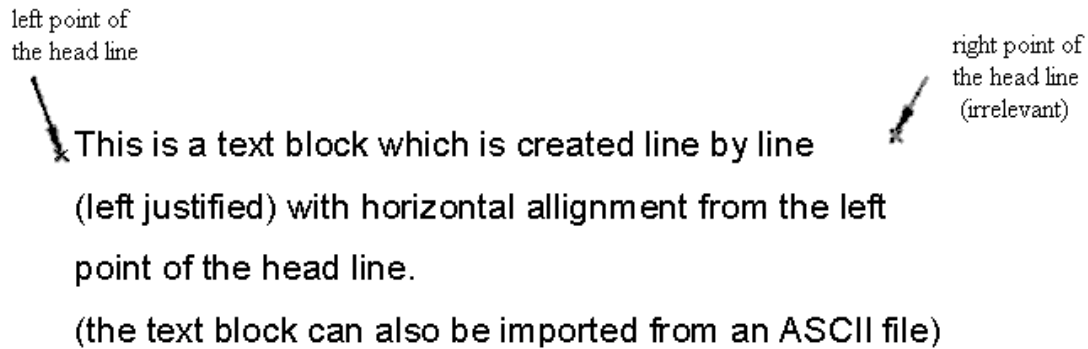 left point of
the head line
right point of
the head line
(irrelevant)
This is a text block which is created line by line
(left justified) with horizontal allignment from the left
point of the head line.
(the text block can also be imported from an ASCII file)